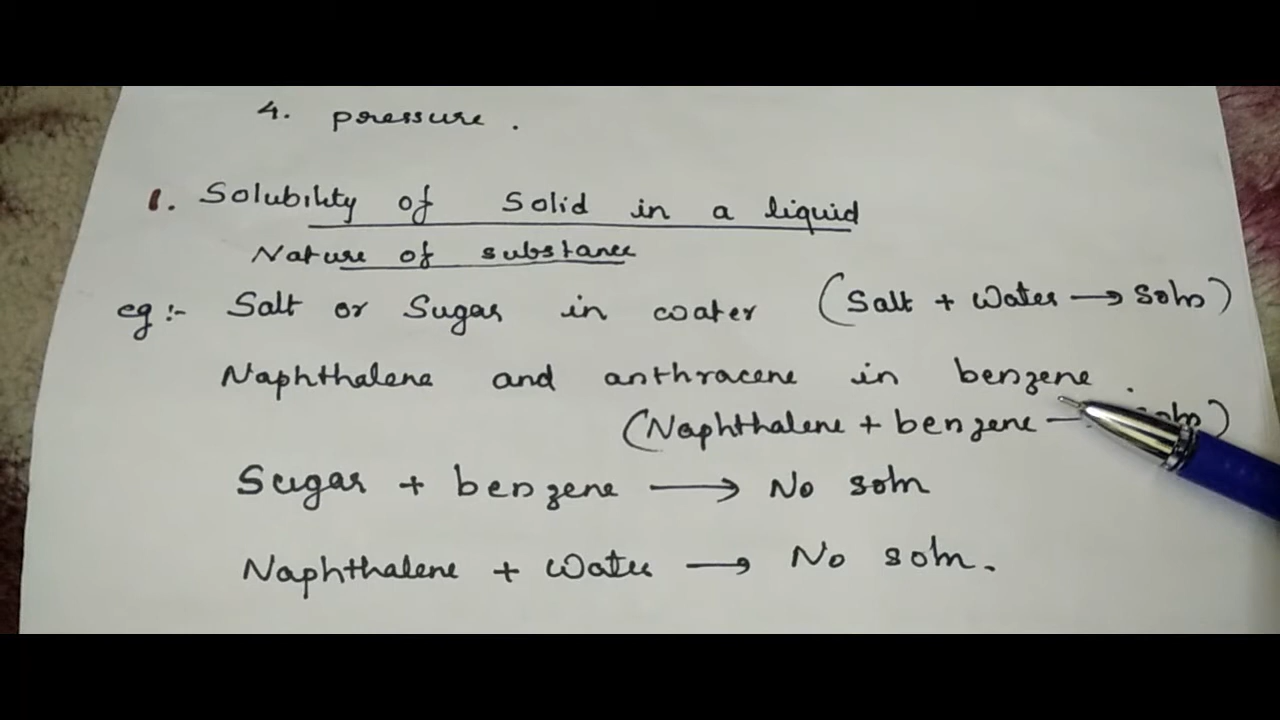 4. pressure.
1. Solubility of Solid in a liquid
Nature of substance
eg:- Salt or Sugar in water (Salt + Water → Soln)
Naphthalene and anthracene in benzene.
(Naphthalene + benzene → soln)
Sugar + benzene → No soln
Naphthalene + Water → No soln.